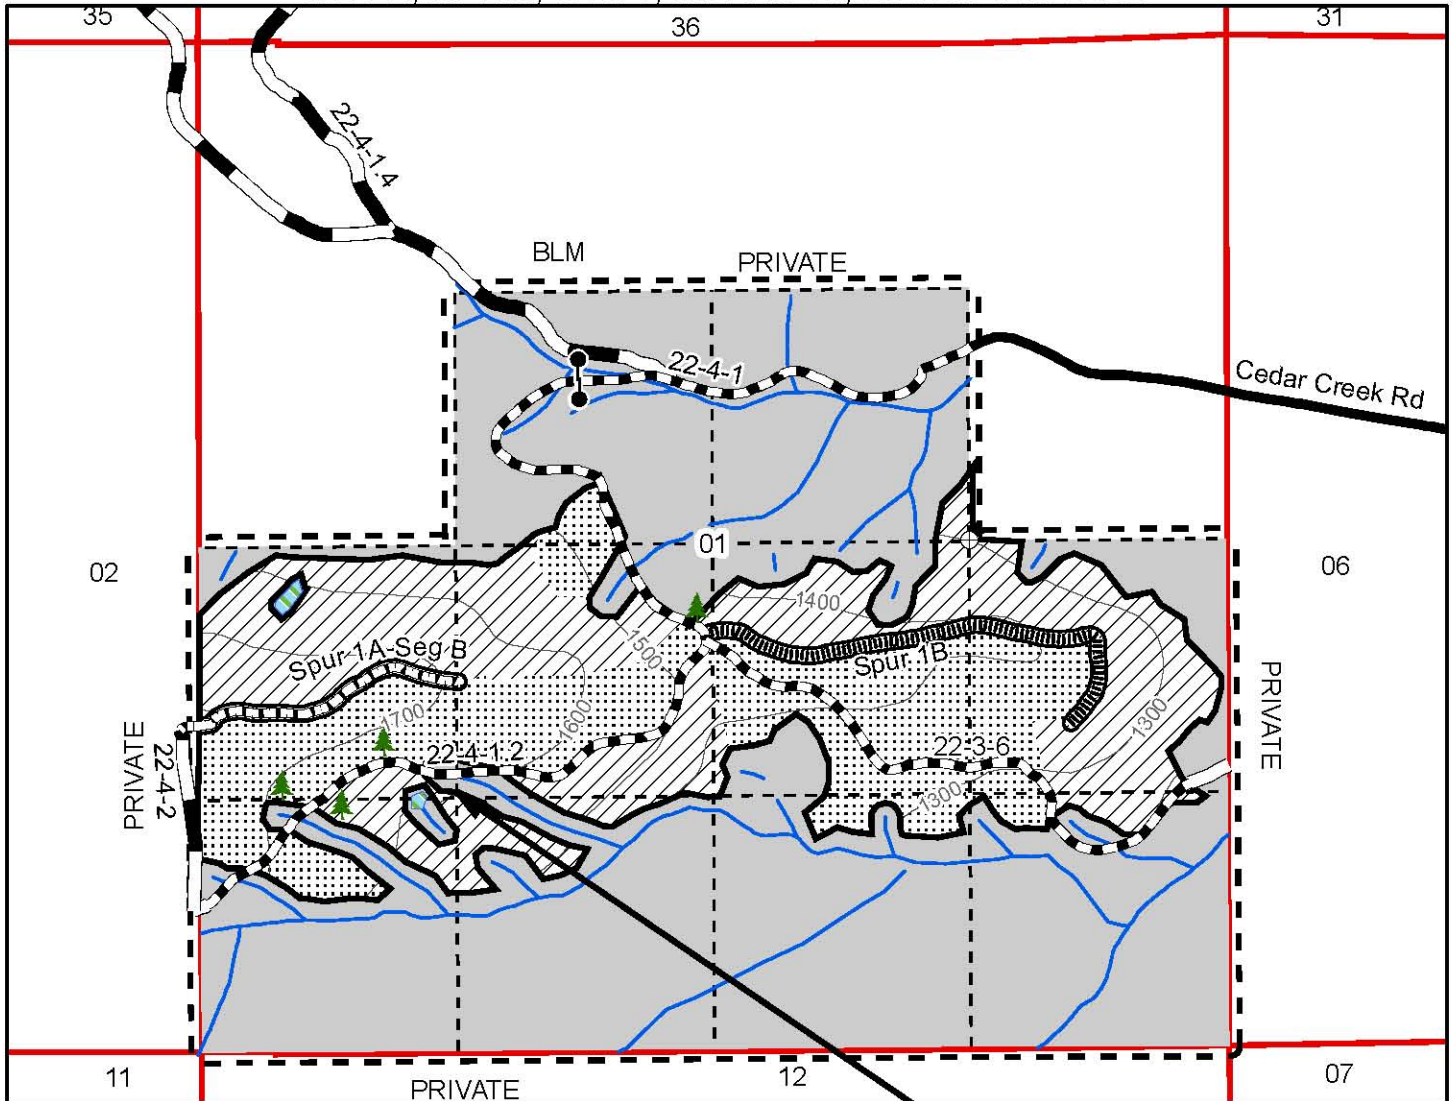 35
36
31
22-4-1.4
BLM
PRIVATE
22-4-1
Cedar Creek Rd
02
01
06
1400
1500
Spur 1A-Seg B
Spur 1B
PRIVATE
1700
1600
1300
PRIVATE
22-4-2
22-4-1.2
22-3-6
1300
11
PRIVATE
12
07